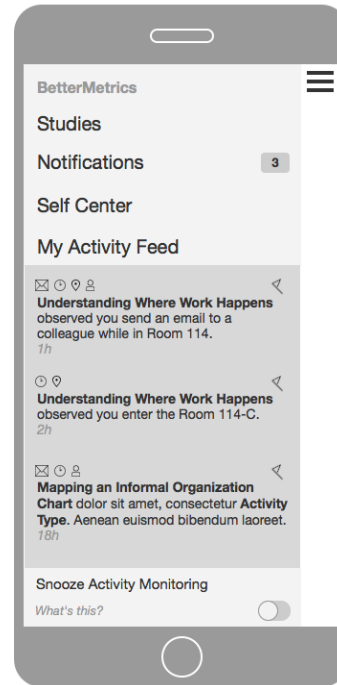 BetterMetrics
Studies
Notifications 3
Self Center
My Activity Feed
Understanding Where Work Happens
observed you send an email to a
colleague while in Room 114.
1h
Understanding Where Work Happens
observed you enter the Room 114-C.
2h
Mapping an Informal Organization
Chart dolor sit amet, consectetur Activity
Type. Aenean euismod bibendum laoreet.
18h
Snooze Activity Monitoring
What's this?